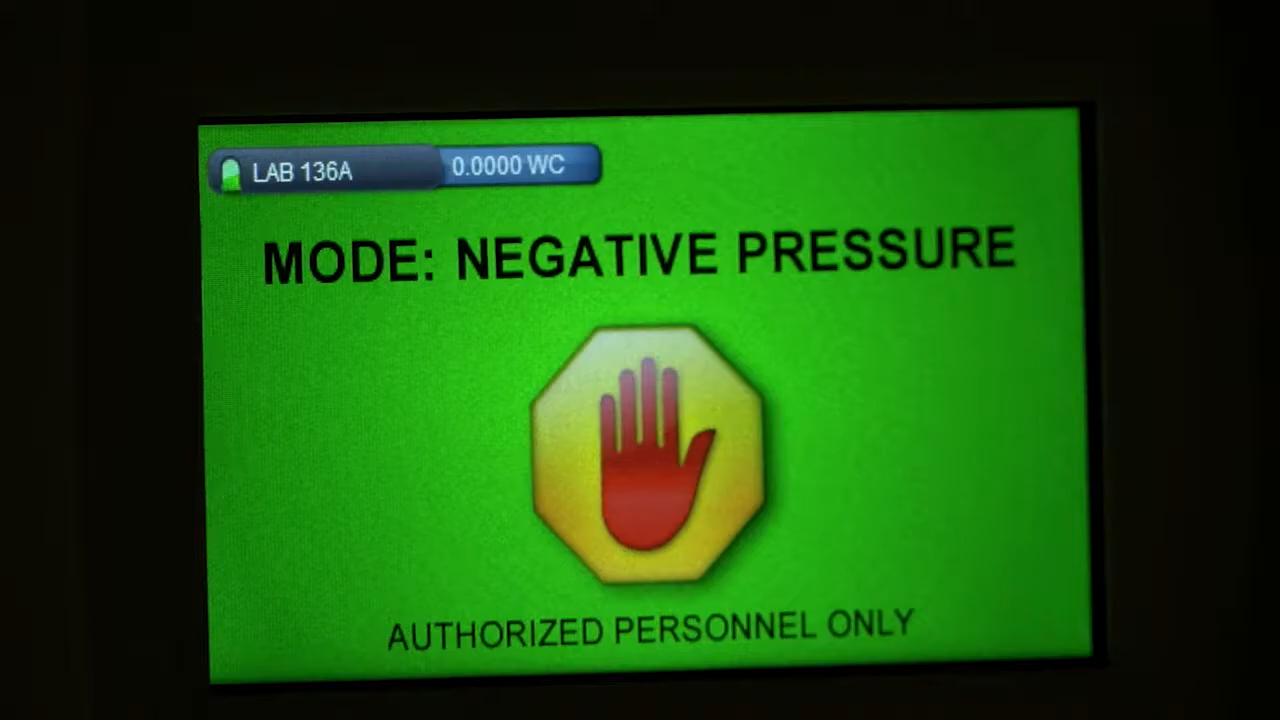 LAB 136A 0.0000 WC
MODE: NEGATIVE PRESSURE
AUTHORIZED PERSONNEL ONLY